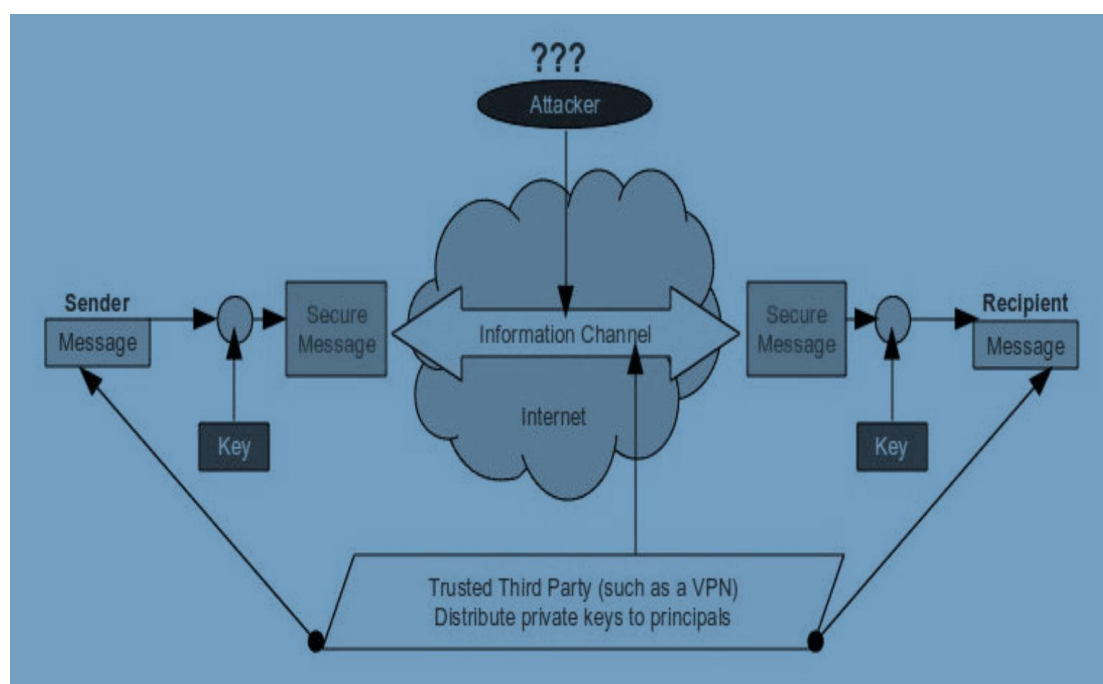 ???
Attacker
Sender
Message
Key
Secure
Message
Information Channel
Internet
Secure
Message
Key
Recipient
Message
Trusted Third Party (such as a VPN)
Distribute private keys to principals